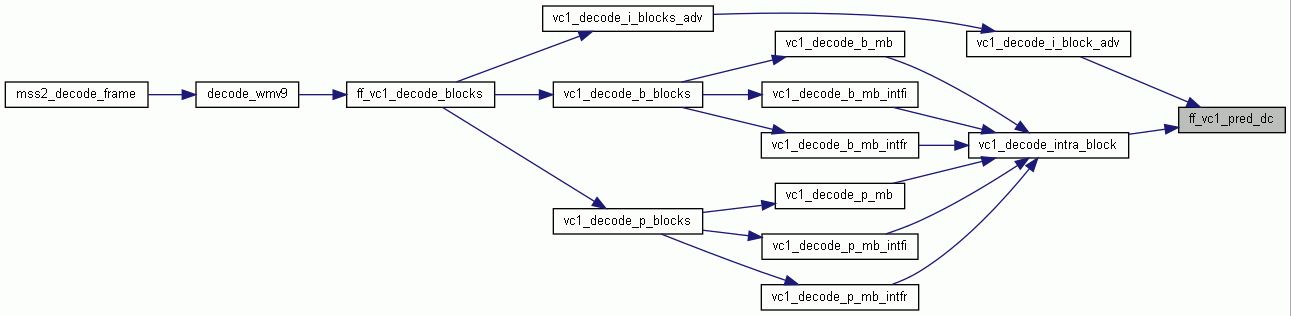 vc1_decode_i_blocks_adv
vc1_decode_b_mb
vc1_decode_i_block_adv
mss2_decode_frame
decode_wmv9
ff_vc1_decode_blocks
vc1_decode_b_blocks
vc1_decode_b_mb_intfi
ff_vc1_pred_dc
vc1_decode_b_mb_intfr
vc1_decode_intra_block
vc1_decode_p_mb
vc1_decode_p_blocks
vc1_decode_p_mb_intfi
vc1_decode_p_mb_intfr